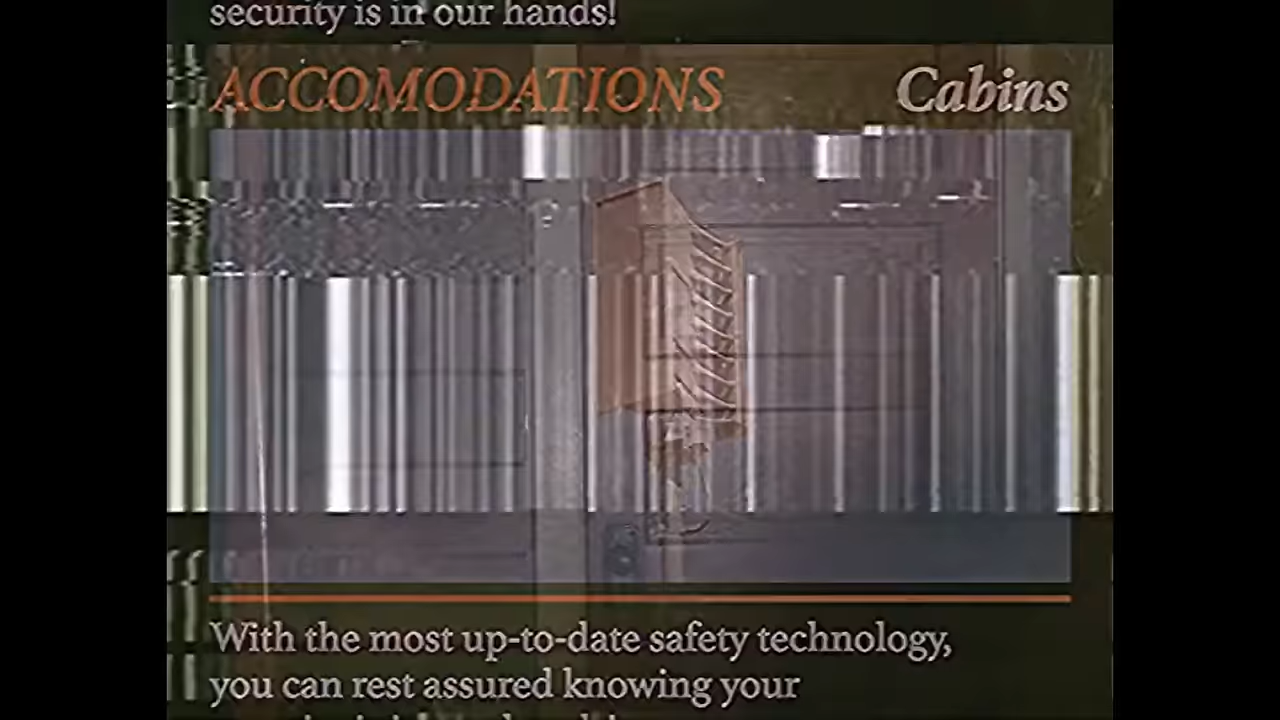 security is in our hands!
ACCOMODATIONS Cabins
With the most up-to-date safety technology,
you can rest assured knowing your